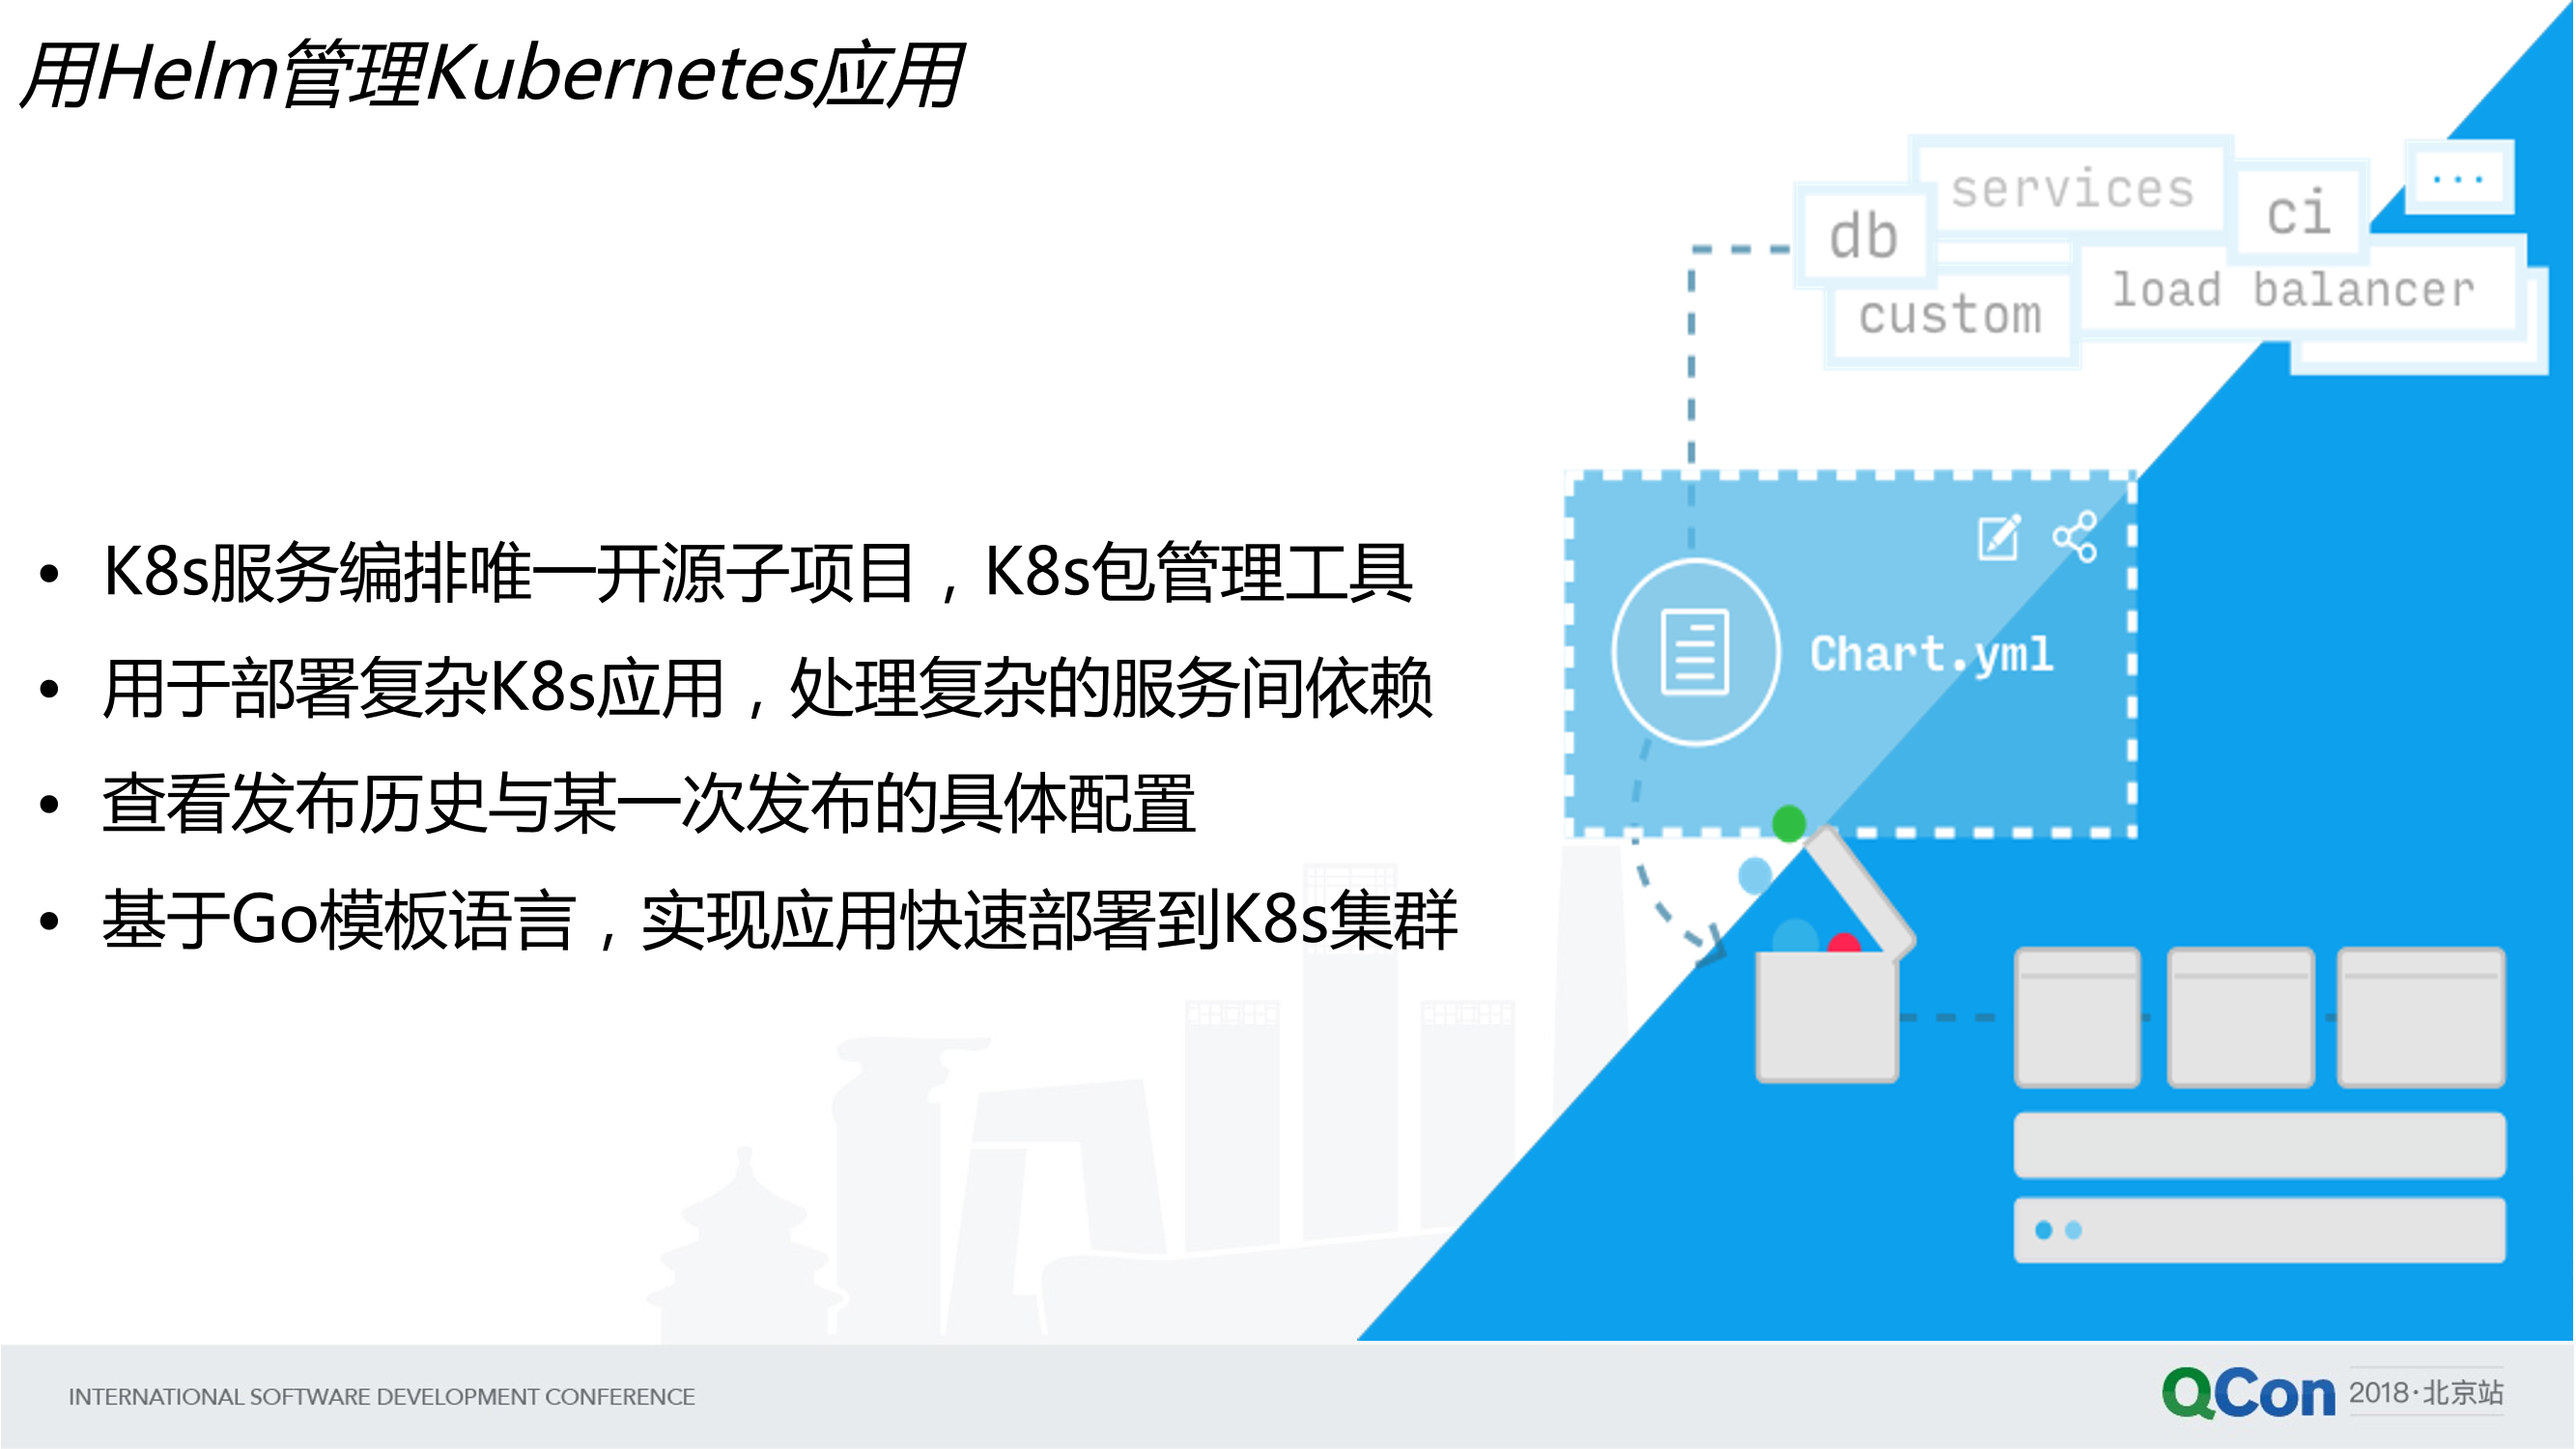 用Helm管理Kubernetes应用
services
ci
...
db
load balancer
custom
• K8s服务编排唯一开源子项目，K8s包管理工具
• 用于部署复杂K8s应用，处理复杂的服务间依赖
• 查看发布历史与某一次发布的具体配置
• 基于Go模板语言，实现应用快速部署到K8s集群
Chart.yml
INTERNATIONAL SOFTWARE DEVELOPMENT CONFERENCE
QCon 2018·北京站